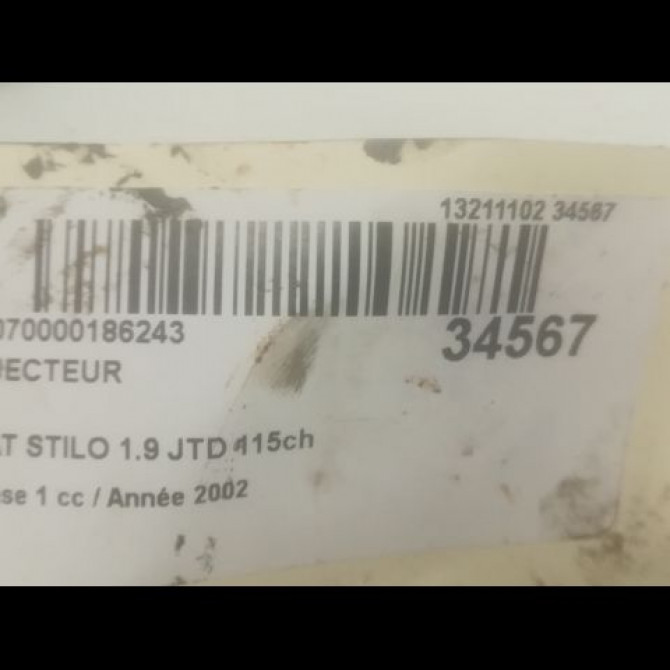 13211102 34567
070000186243
34567
JECTEUR
AT STILO 1.9 JTD 115ch
se 1 cc / Année 2002